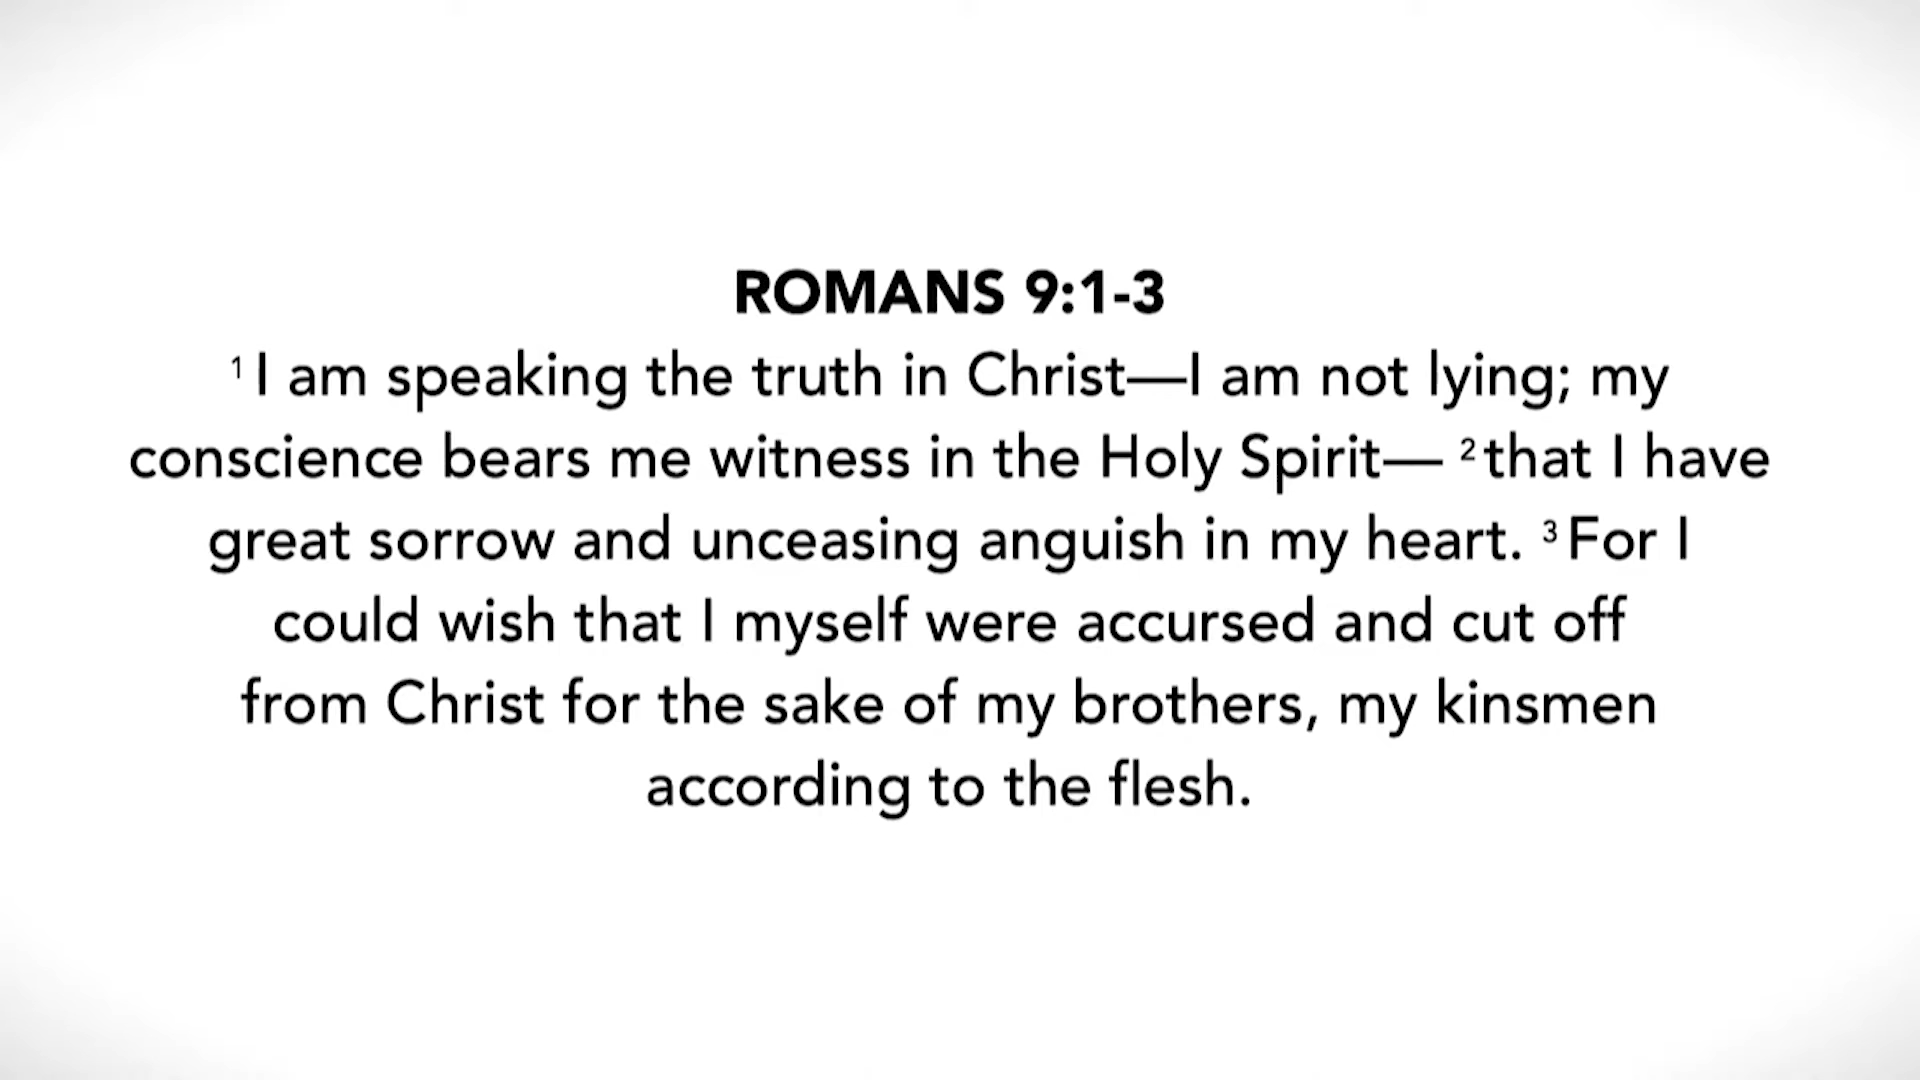 ROMANS 9:1-3
¹ I am speaking the truth in Christ—I am not lying; my
conscience bears me witness in the Holy Spirit— ² that I have
great sorrow and unceasing anguish in my heart. ³ For I
could wish that I myself were accursed and cut off
from Christ for the sake of my brothers, my kinsmen
according to the flesh.